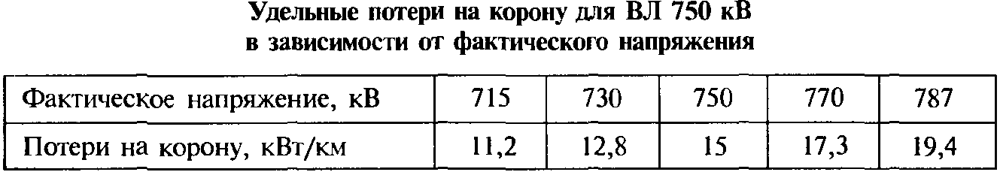 Удельные потери на корону для ВЛ 750 кВ
в зависимости от фактического напряжения
Фактическое напряжение, кВ 715 730 750 770 787
Потери на корону, кВт/км 11,2 12,8 15 17,3 19,4